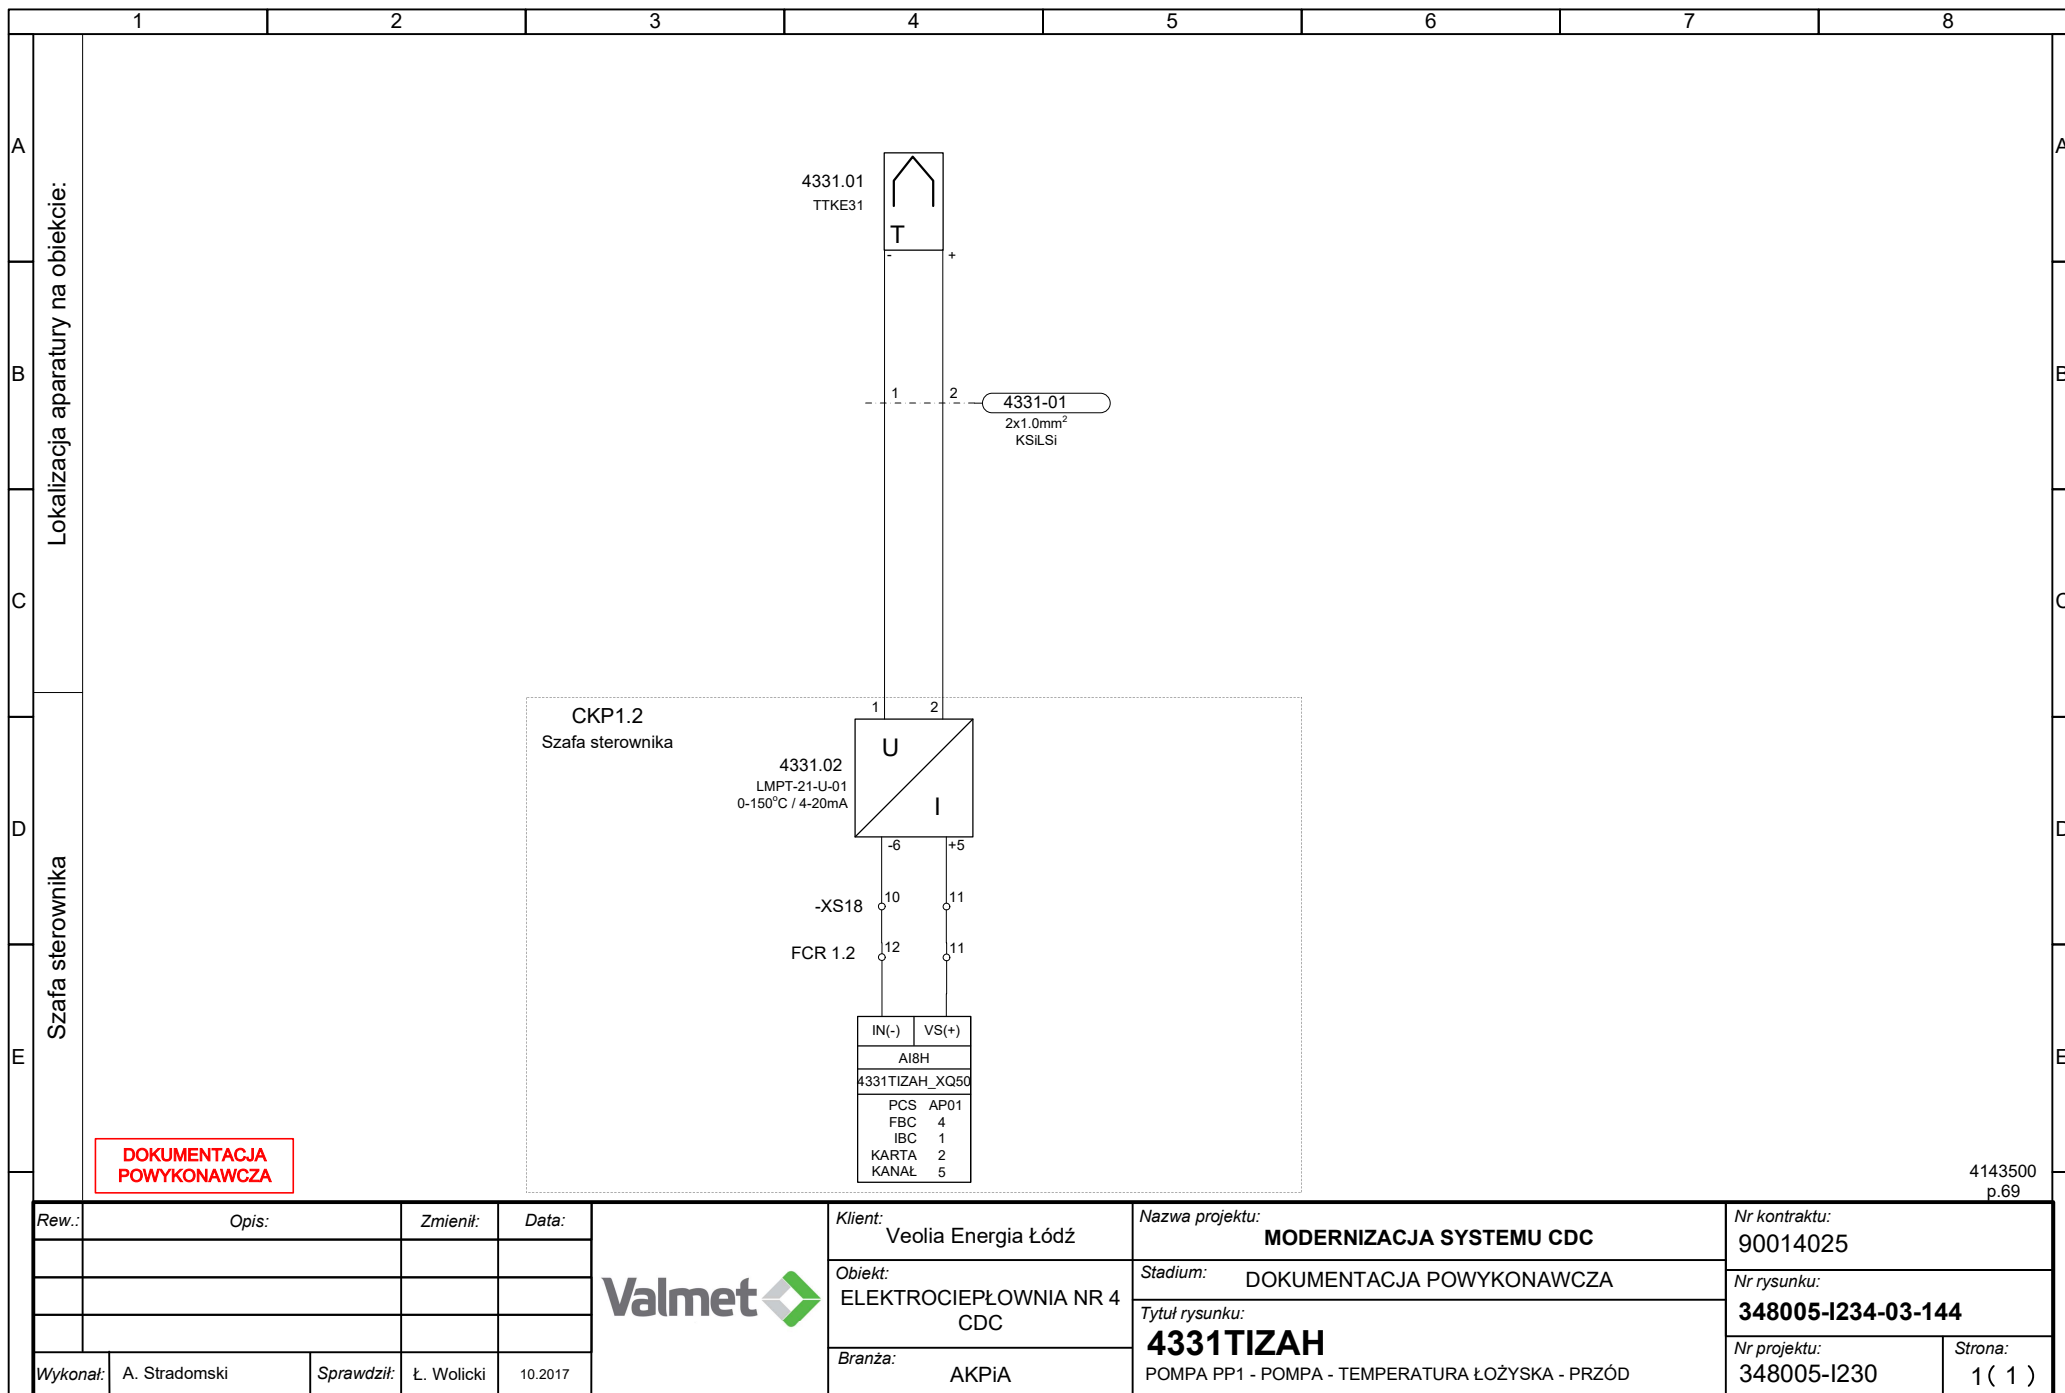 1 2 3 4 5 6 7 8
A A
B B
C C
D D
E E
Lokalizacja aparatury na obiekcie:
Szafa sterownika
4331.01
TTKE31
T
- +
1 2
4331-01
2x1.0mm²
KSiLSi
CKP1.2
Szafa sterownika
1 2
U
I
4331.02
LMPT-21-U-01
0-150°C / 4-20mA
-6 +5
-XS18 10 11
FCR 1.2 12 11
IN(-) VS(+)
AI8H
4331TIZAH_XQ50
PCS AP01
FBC 4
IBC 1
KARTA 2
KANAŁ 5
DOKUMENTACJA
POWYKONAWCZA
4143500
p.69
Rew.: Opis: Zmienił: Data:
Wykonał: A. Stradomski Sprawdził: Ł. Wolicki 10.2017
Valmet
Klient:
Veolia Energia Łódź
Obiekt:
ELEKTROCIEPŁOWNIA NR 4
CDC
Branża:
AKPiA
Nazwa projektu:
MODERNIZACJA SYSTEMU CDC
Stadium: DOKUMENTACJA POWYKONAWCZA
Tytuł rysunku:
4331TIZAH
POMPA PP1 - POMPA - TEMPERATURA ŁOŻYSKA - PRZÓD
Nr kontraktu:
90014025
Nr rysunku:
348005-I234-03-144
Nr projektu:
348005-I230
Strona:
1( 1 )